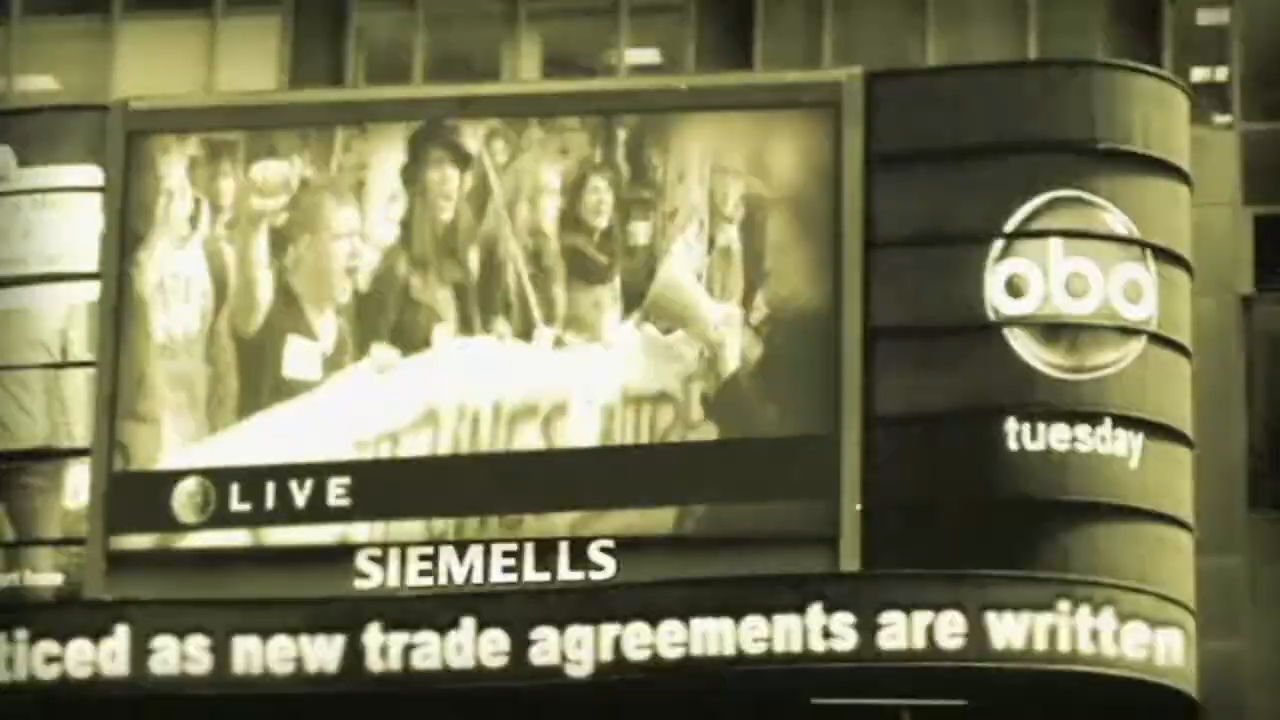 LIVE
SIEMELLS
abc
tuesday
ticed as new trade agreements are written